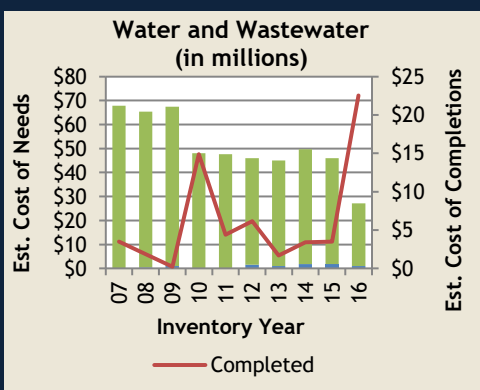 Water and Wastewater
(in millions)
Est. Cost of Needs
$80
$70
$60
$50
$40
$30
$20
$10
$0
$25
$20
$15
$10
$5
$0
Est. Cost of Completions
07 08 09 10 11 12 13 14 15 16
Inventory Year
Completed